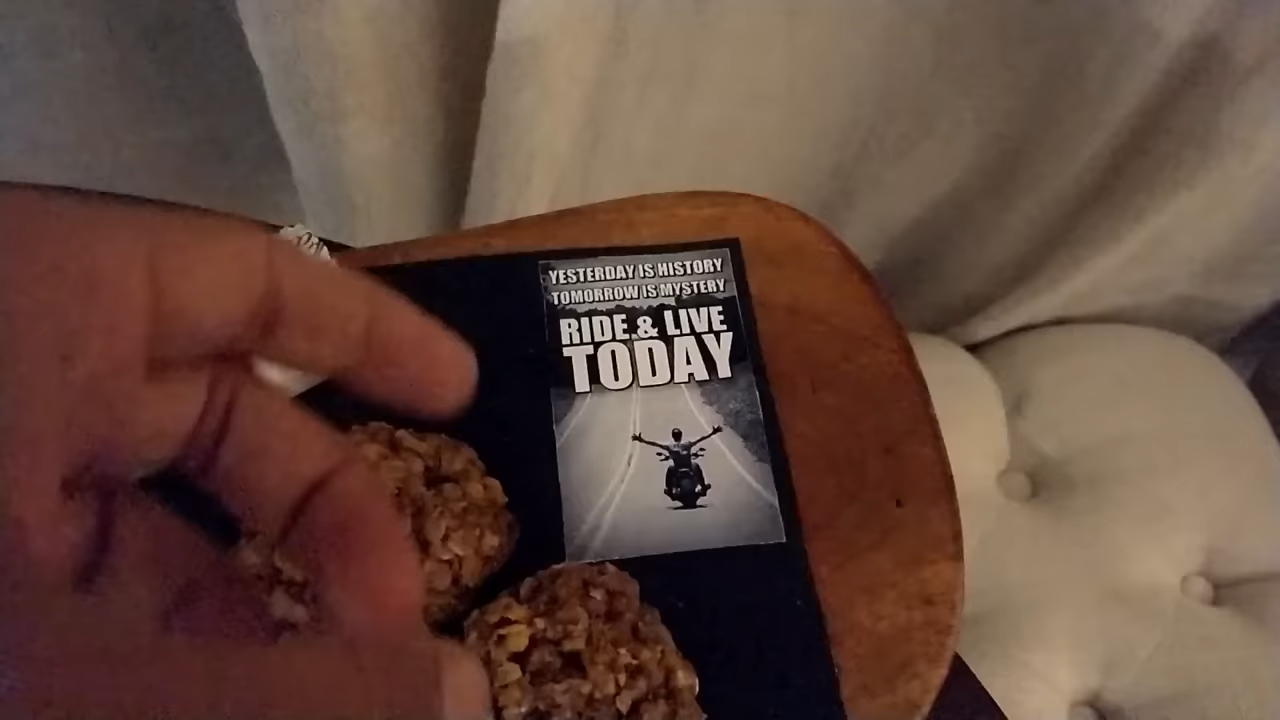 YESTERDAY IS HISTORY
TOMORROW IS MYSTERY
RIDE & LIVE
TODAY